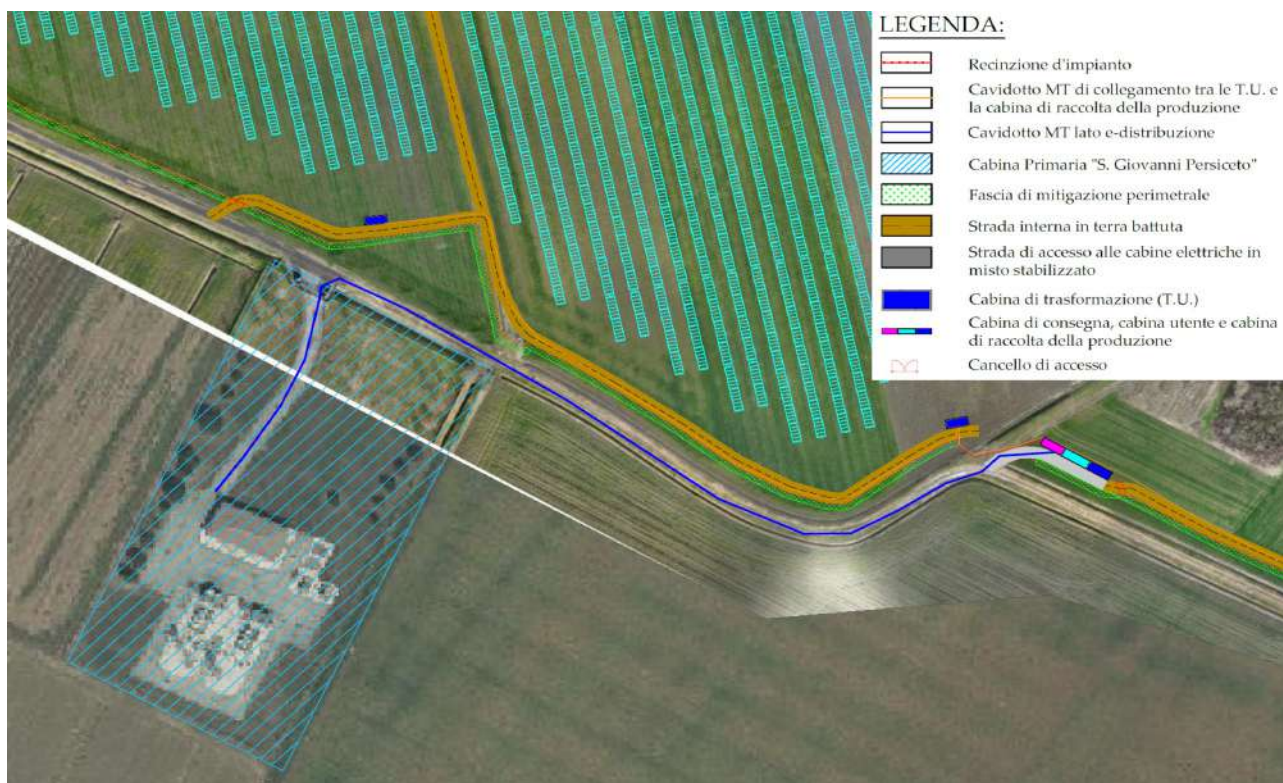 LEGENDA:
Recinzione d'impianto
Cavidotto MT di collegamento tra le T.U. e
la cabina di raccolta della produzione
Cavidotto MT lato e-distribuzione
Cabina Primaria "S. Giovanni Persiceto"
Fascia di mitigazione perimetrale
Strada interna in terra battuta
Strada di accesso alle cabine elettriche in
misto stabilizzato
Cabina di trasformazione (T.U.)
Cabina di consegna, cabina utente e cabina
di raccolta della produzione
Cancello di accesso